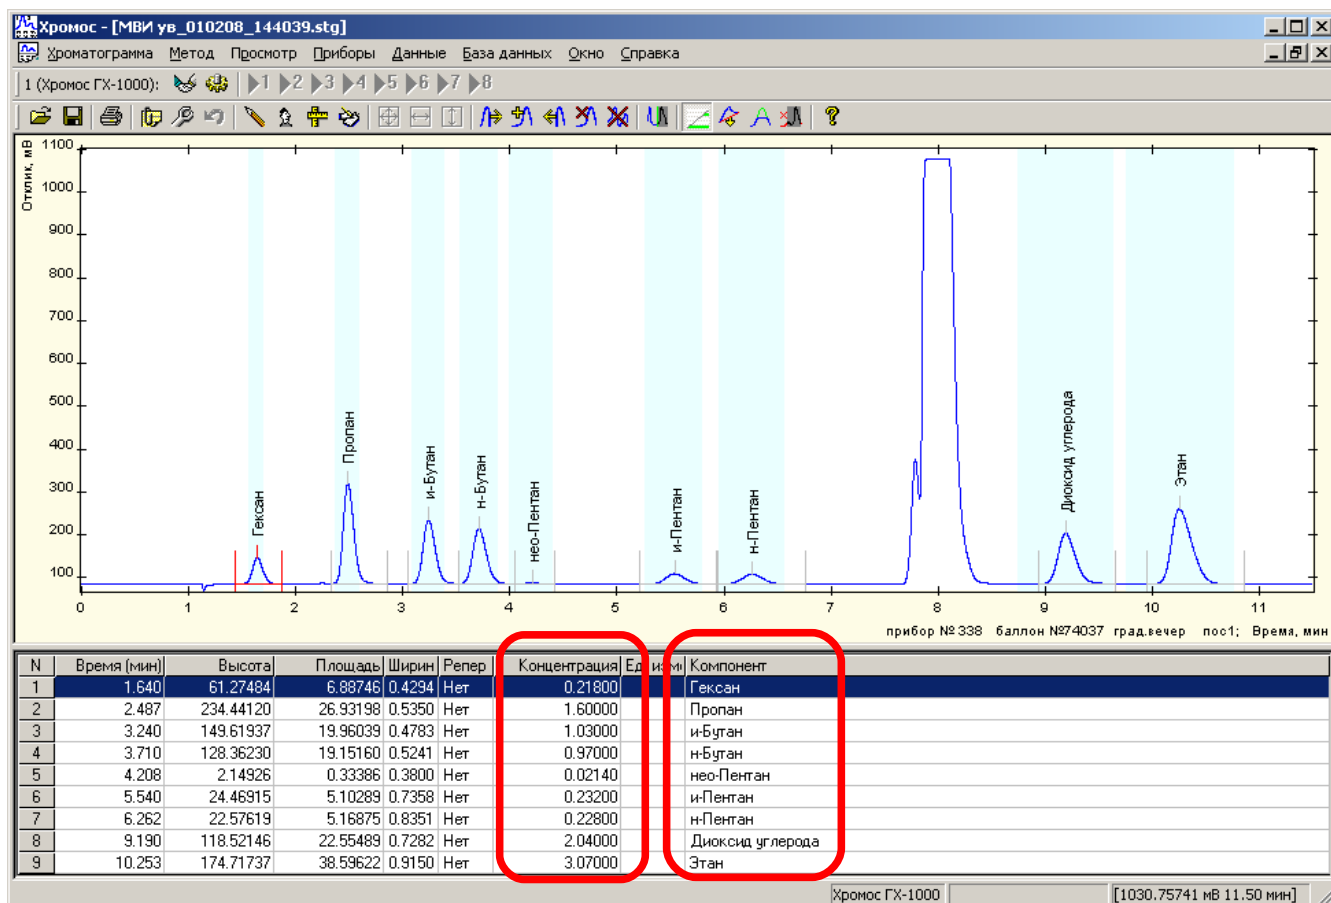 Хромос - [МВИ ув_010208_144039.stg]
Хроматограмма Метод Просмотр Приборы Данные База данных Окно Справка
1 (Хромос ГХ-1000): 1 2 3 4 5 6 7 8
Отклик, мВ
1100
1000
900
800
700
600
500
400
300
200
100
Гексан
Пропан
и-Бутан
н-Бутан
нео-Пентан
и-Пентан
н-Пентан
Диоксид углерода
Этан
0 1 2 3 4 5 6 7 8 9 10 11
прибор № 338 баллон №74037 град.вечер пос1; Время, мин
N Время (мин) Высота Площадь Ширин Репер Концентрация Ед. изм Компонент
1 1.640 61.27484 6.88746 0.4294 Нет 0.21800 Гексан
2 2.487 234.44120 26.93198 0.5350 Нет 1.60000 Пропан
3 3.240 149.61937 19.96039 0.4783 Нет 1.03000 и-Бутан
4 3.710 128.36230 19.15160 0.5241 Нет 0.97000 н-Бутан
5 4.208 2.14926 0.33386 0.3800 Нет 0.02140 нео-Пентан
6 5.540 24.46915 5.10289 0.7358 Нет 0.23200 и-Пентан
7 6.262 22.57619 5.16875 0.8351 Нет 0.22800 н-Пентан
8 9.190 118.52146 22.55489 0.7282 Нет 2.04000 Диоксид углерода
9 10.253 174.71737 38.59622 0.9150 Нет 3.07000 Этан
Хромос ГХ-1000 [1030.75741 мВ 11.50 мин]